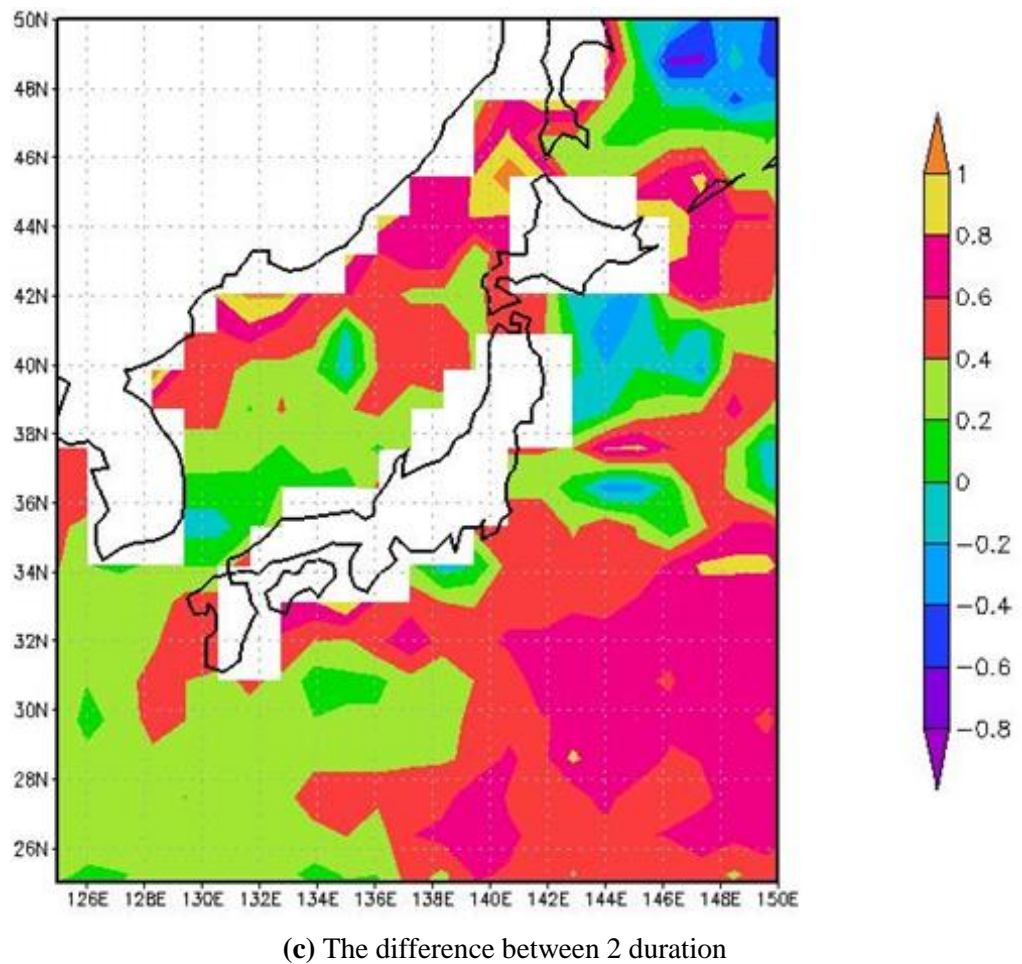 50N
48N
46N
44N
42N
40N
38N
36N
34N
32N
30N
28N
26N
126E 128E 130E 132E 134E 136E 138E 140E 142E 144E 146E 148E 150E
1
0.8
0.6
0.4
0.2
0
−0.2
−0.4
−0.6
−0.8
(c) The difference between 2 duration